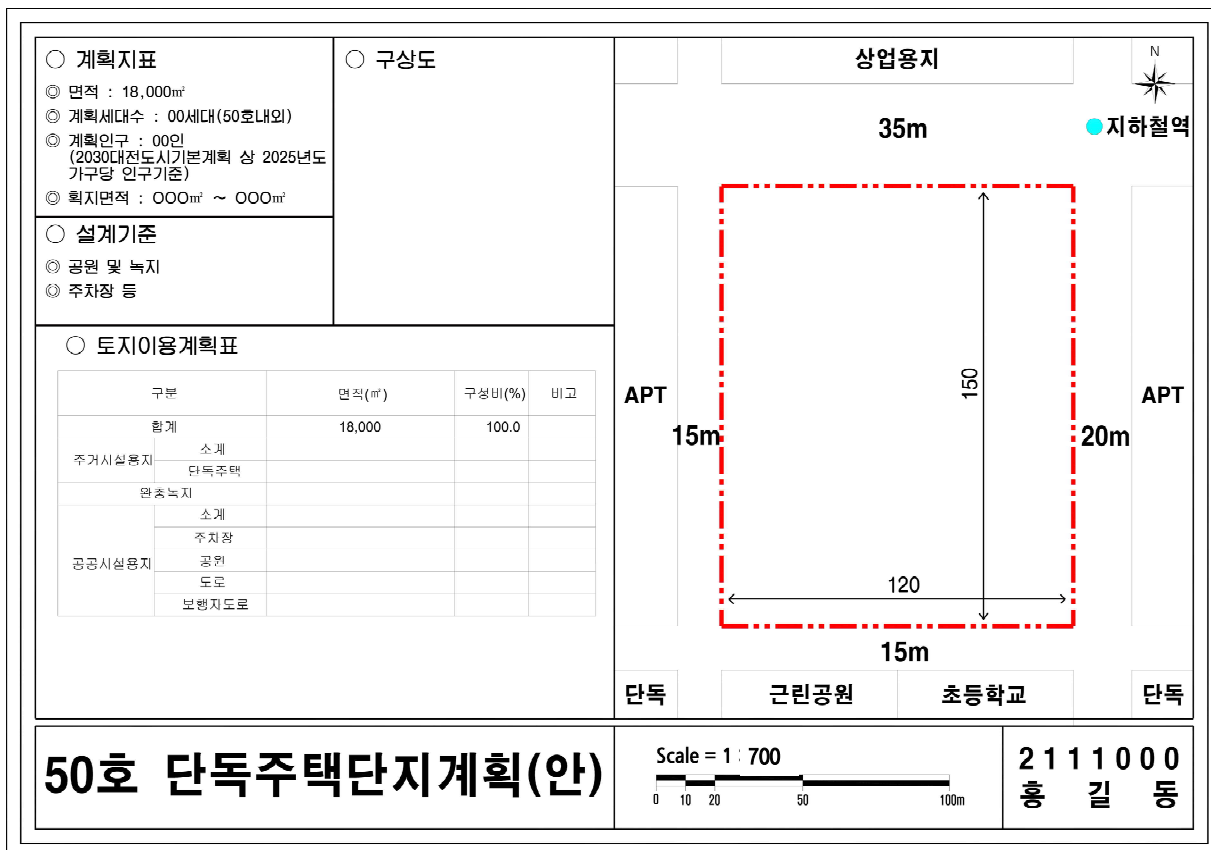 ○ 계획지표
◎ 면적 : 18,000㎡
◎ 계획세대수 : 00세대(50호내외)
◎ 계획인구 : 00인
(2030대전도시기본계획 상 2025년도
가구당 인구기준)
◎ 획지면적 : OOO㎡ ~ OOO㎡
○ 설계기준
◎ 공원 및 녹지
◎ 주차장 등
○ 구상도
○ 토지이용계획표
구분 면적(㎡) 구성비(%) 비고
합계 18,000 100.0
주거시설용지
소계
단독주택
완충녹지
공공시설용지
소계
주차장
공원
도로
보행자도로
상업용지
N
35m
지하철역
150
APT
15m
20m
APT
120
15m
단독
근린공원
초등학교
단독
50호 단독주택단지계획(안)
Scale = 1 : 700
0 10 20 50 100m
2111000
홍 길 동